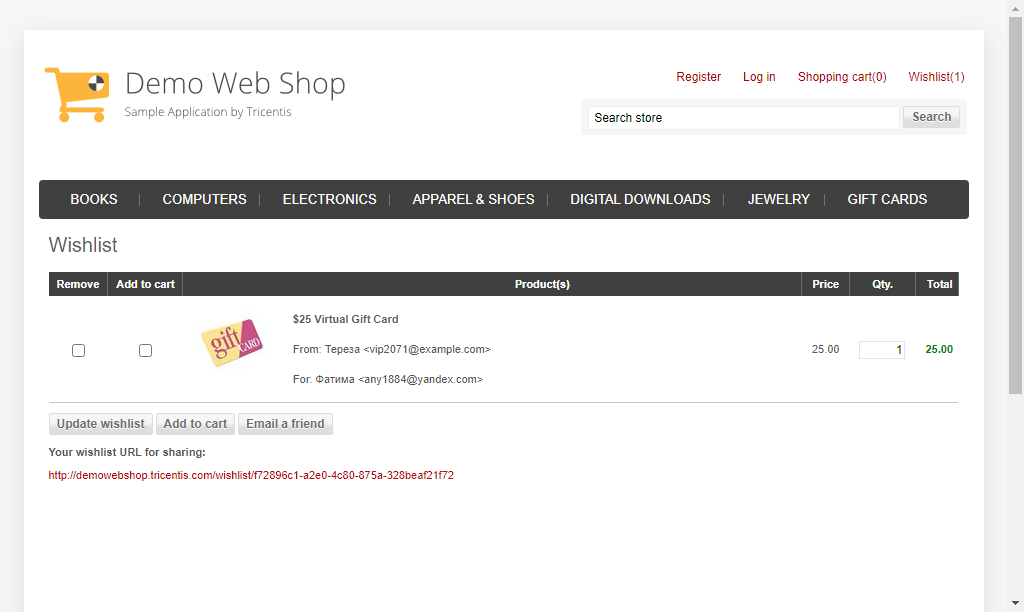 Demo Web Shop
Sample Application by Tricentis
Register Log in Shopping cart(0) Wishlist(1)
Search store Search
BOOKS COMPUTERS ELECTRONICS APPAREL & SHOES DIGITAL DOWNLOADS JEWELRY GIFT CARDS
Wishlist
Remove Add to cart Product(s) Price Qty. Total
gift CARD
$25 Virtual Gift Card
From: Тереза <vip2071@example.com> 25.00 1 25.00
For: Фатима <any1884@yandex.com>
Update wishlist Add to cart Email a friend
Your wishlist URL for sharing:
http://demowebshop.tricentis.com/wishlist/f72896c1-a2e0-4c80-875a-328beaf21f72